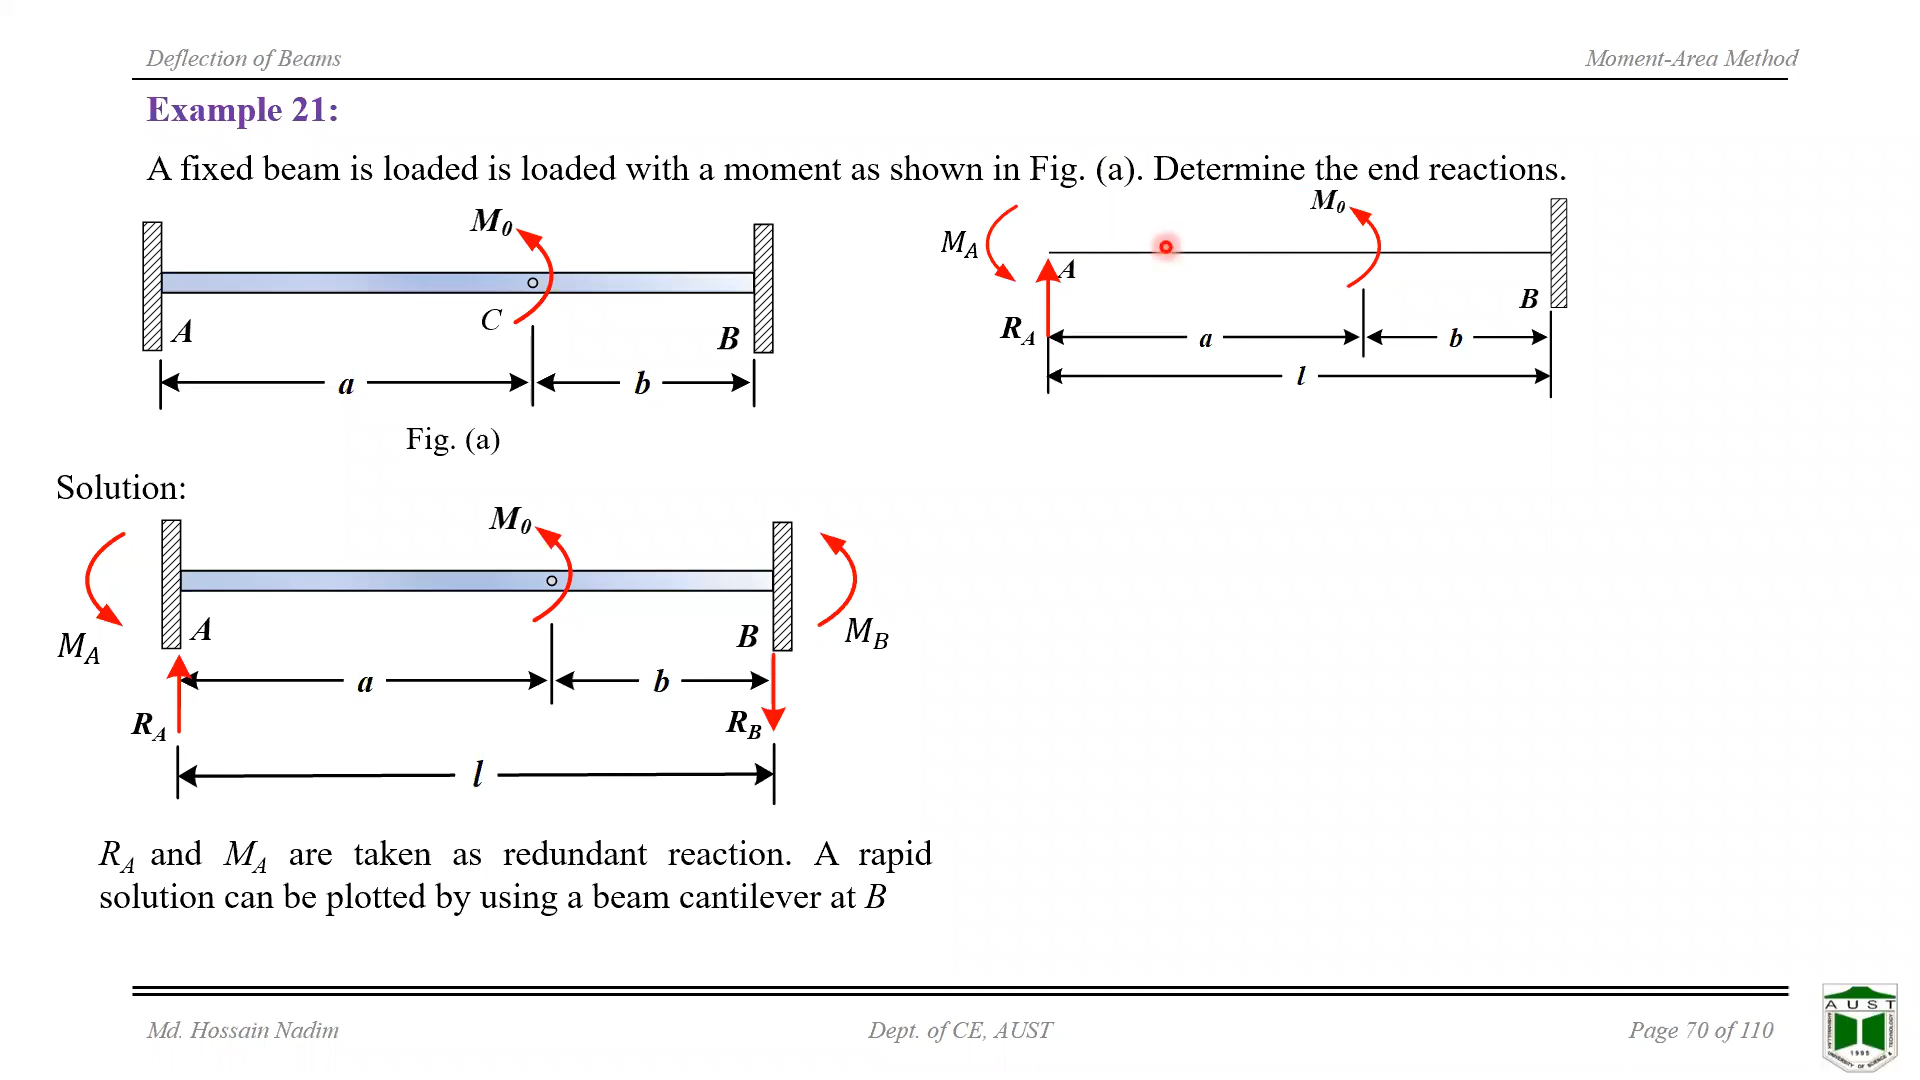 Deflection of Beams
Moment-Area Method
Example 21:
A fixed beam is loaded is loaded with a moment as shown in Fig. (a). Determine the end reactions.
M₀
C
A
B
a
b
Fig. (a)
M_A
M₀
A
R_A
B
a
b
l
Solution:
M₀
M_A
A
B
M_B
a
b
R_A
R_B
l
R_A and M_A are taken as redundant reaction. A rapid
solution can be plotted by using a beam cantilever at B
Md. Hossain Nadim
Dept. of CE, AUST
Page 70 of 110
AUST